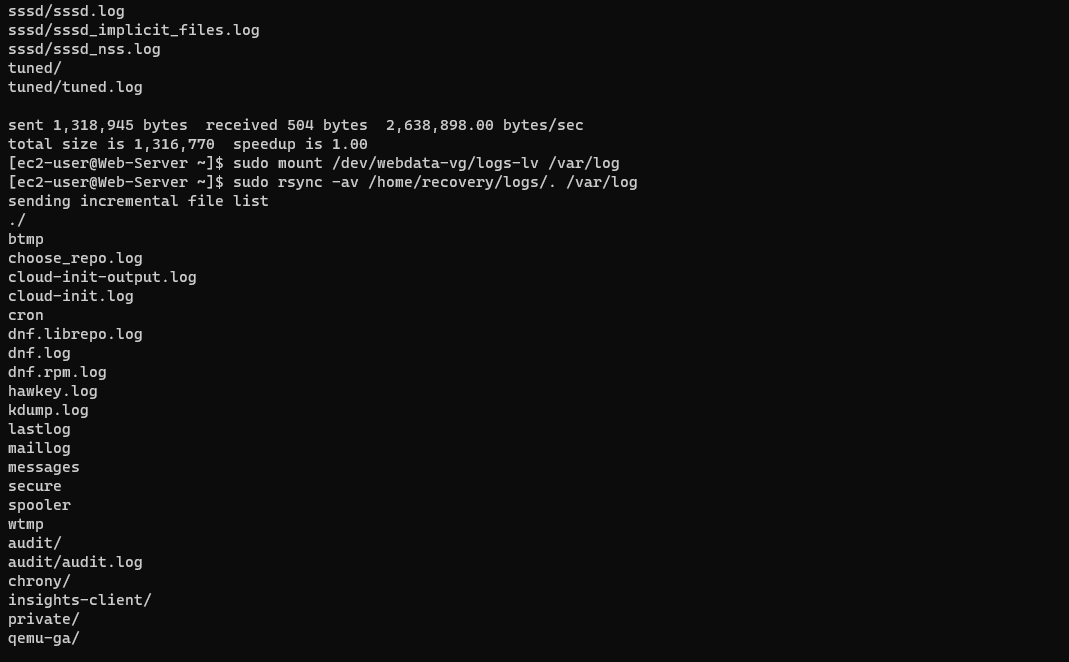 sssd/sssd.log
sssd/sssd_implicit_files.log
sssd/sssd_nss.log
tuned/
tuned/tuned.log
sent 1,318,945 bytes  received 504 bytes  2,638,898.00 bytes/sec
total size is 1,316,770  speedup is 1.00
[ec2-user@Web-Server ~]$ sudo mount /dev/webdata-vg/logs-lv /var/log
[ec2-user@Web-Server ~]$ sudo rsync -av /home/recovery/logs/. /var/log
sending incremental file list
./
btmp
choose_repo.log
cloud-init-output.log
cloud-init.log
cron
dnf.librepo.log
dnf.log
dnf.rpm.log
hawkey.log
kdump.log
lastlog
maillog
messages
secure
spooler
wtmp
audit/
audit/audit.log
chrony/
insights-client/
private/
qemu-ga/